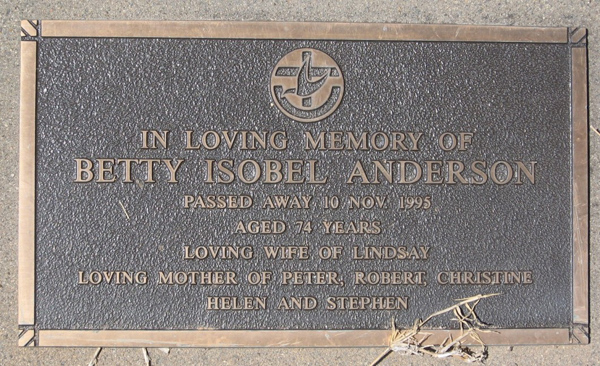 IN LOVING MEMORY OF
BETTY ISOBEL ANDERSON
PASSED AWAY 10 NOV. 1995
AGED 74 YEARS
LOVING WIFE OF LINDSAY
LOVING MOTHER OF PETER, ROBERT, CHRISTINE
HELEN AND STEPHEN